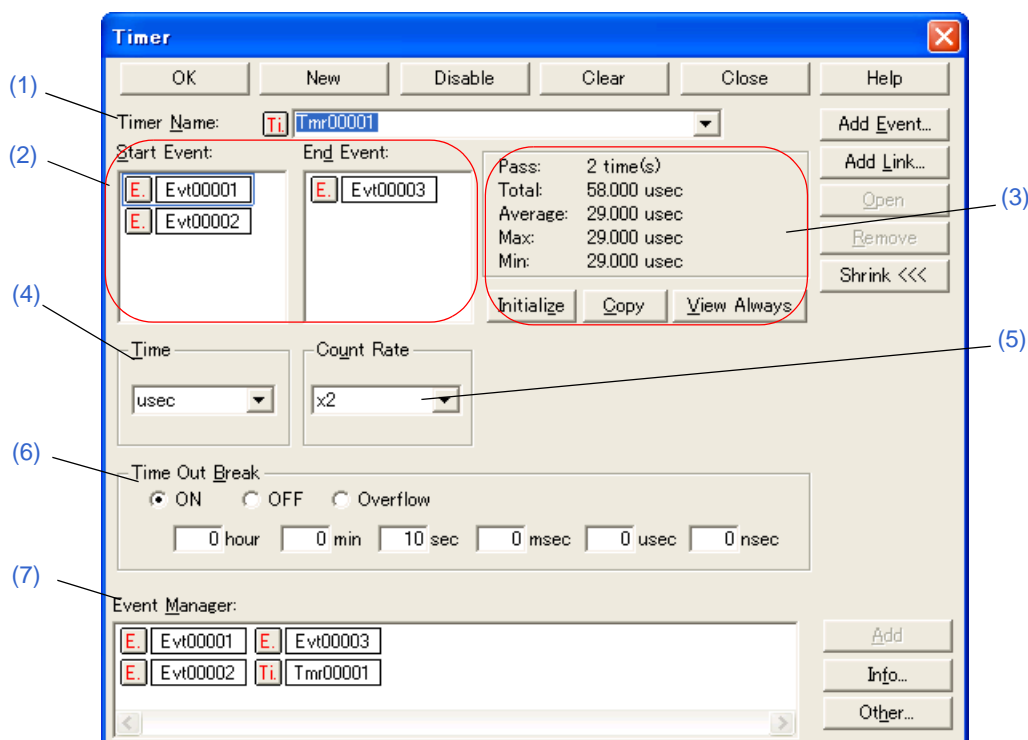 Timer
OK New Disable Clear Close Help
(1)
Timer Name: Ti. Tmr00001 Add Event...
(2)
Start Event: End Event:
Add Link...
E. Evt00001 E. Evt00003
E. Evt00002
Pass: 2 time(s)
Total: 58.000 usec
Average: 29.000 usec
Max: 29.000 usec
Min: 29.000 usec
(3)
Open
Remove
Shrink <<<
Initialize Copy View Always
(4)
Time Count Rate
(5)
usec x2
(6)
Time Out Break
ON OFF Overflow
0 hour 0 min 10 sec 0 msec 0 usec 0 nsec
(7)
Event Manager:
E. Evt00001 E. Evt00003
E. Evt00002 Ti. Tmr00001
Add
Info...
Other...